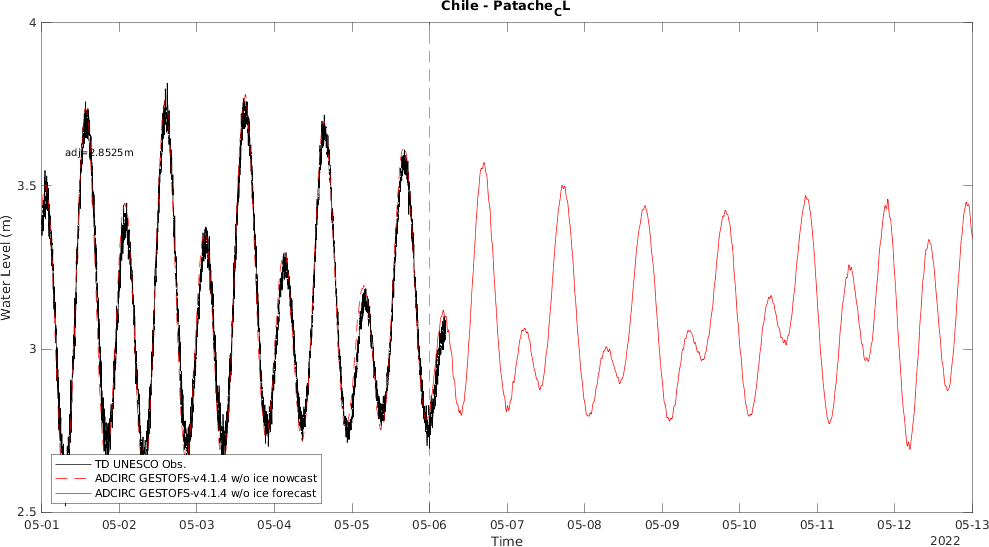 Chile - Patache_CL
4
3.5
3
2.5
Water Level (m)
adj=2.8525m
TD UNESCO Obs.
ADCIRC GESTOFS-v4.1.4 w/o ice nowcast
ADCIRC GESTOFS-v4.1.4 w/o ice forecast
05-01 05-02 05-03 05-04 05-05 05-06 05-07 05-08 05-09 05-10 05-11 05-12 05-13
Time
2022